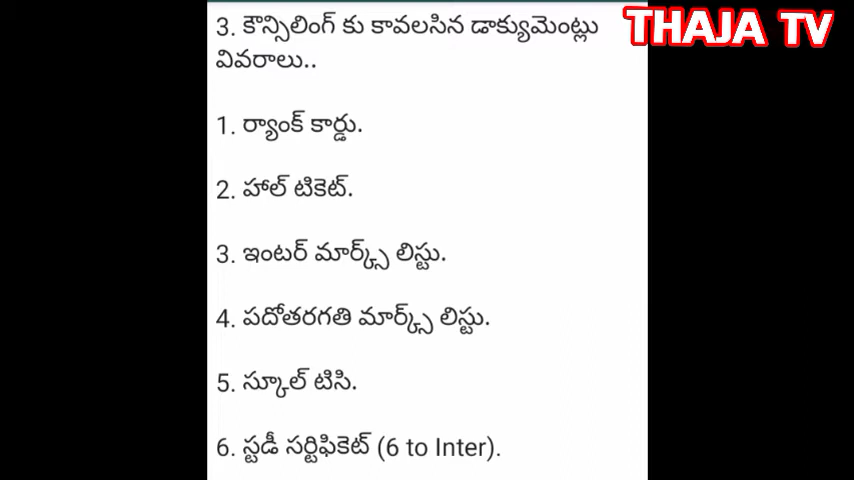 THAJA TV
3. కౌన్సిలింగ్ కు కావలసిన డాక్యుమెంట్లు
వివరాలు..
1. ర్యాంక్ కార్డు.
2. హాల్ టికెట్.
3. ఇంటర్ మార్క్స్ లిస్టు.
4. పదోతరగతి మార్క్స్ లిస్టు.
5. స్కూల్ టిసి.
6. స్టడీ సర్టిఫికెట్ (6 to Inter).